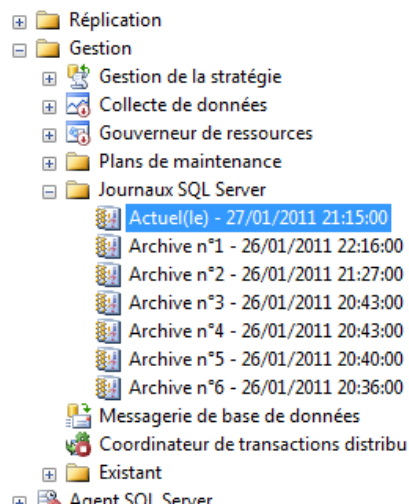 Réplication
Gestion
Gestion de la stratégie
Collecte de données
Gouverneur de ressources
Plans de maintenance
Journaux SQL Server
Actuel(le) - 27/01/2011 21:15:00
Archive n°1 - 26/01/2011 22:16:00
Archive n°2 - 26/01/2011 21:27:00
Archive n°3 - 26/01/2011 20:43:00
Archive n°4 - 26/01/2011 20:43:00
Archive n°5 - 26/01/2011 20:40:00
Archive n°6 - 26/01/2011 20:36:00
Messagerie de base de données
Coordinateur de transactions distribu
Existant
Agent SQL Server